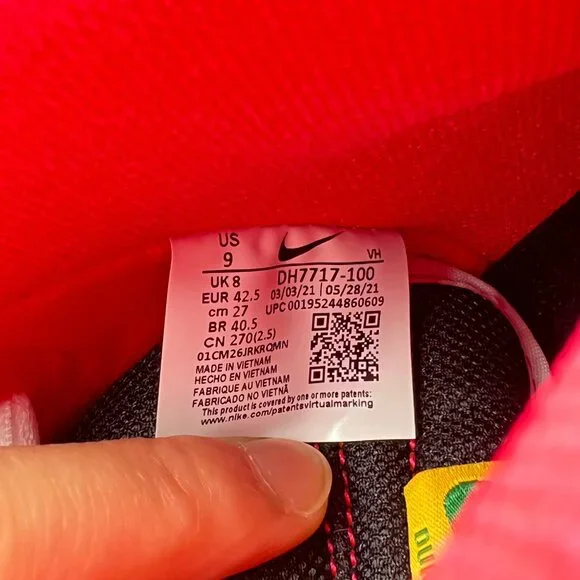 US
9
VH
UK 8
DH7717-100
EUR 42.5
03/03/21 | 05/28/21
cm 27
UPC 00195244860609
BR 40.5
CN 270(2.5)
01CM26JRKRQMN
MADE IN VIETNAM
HECHO EN VIETNAM
FABRIQUE AU VIETNAM
FABRICADO NO VIETNÃ
This product is covered by one or more patents:
www.nike.com/patentsvirtualmarking